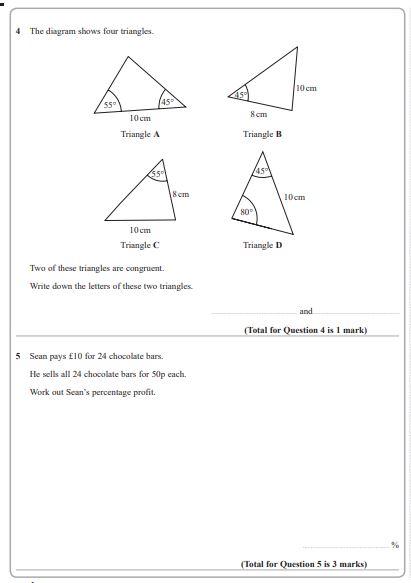 4 The diagram shows four triangles.
55°
45°
10 cm
Triangle A
45°
10 cm
8 cm
Triangle B
55°
8 cm
10 cm
Triangle C
45°
10 cm
80°
Triangle D
Two of these triangles are congruent.
Write down the letters of these two triangles.
and
(Total for Question 4 is 1 mark)
5 Sean pays £10 for 24 chocolate bars.
He sells all 24 chocolate bars for 50p each.
Work out Sean's percentage profit.
%
(Total for Question 5 is 3 marks)